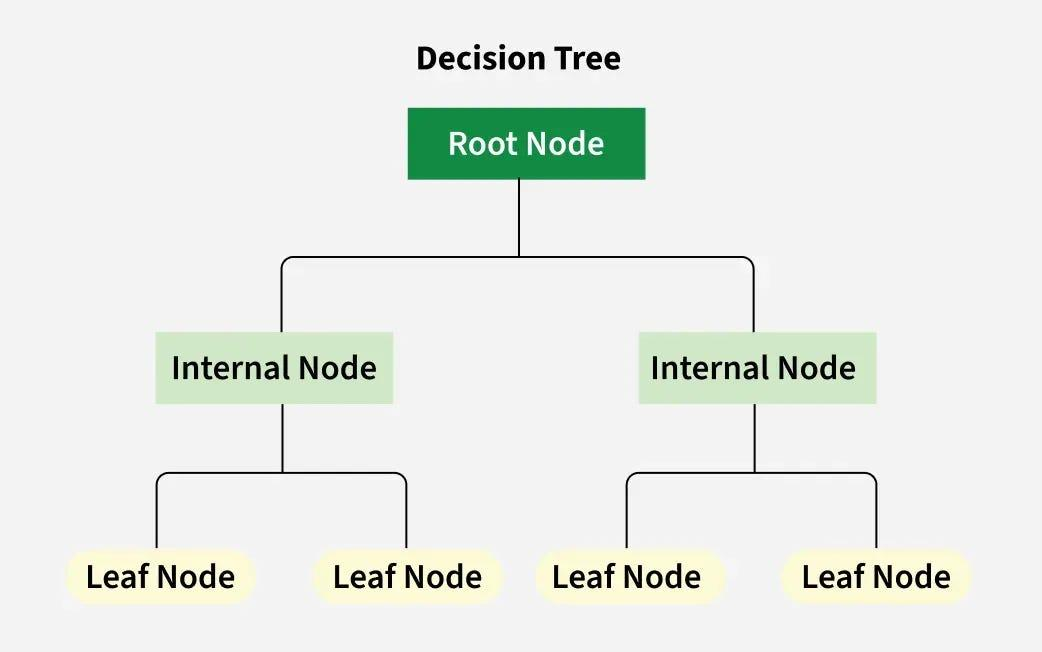 Decision Tree
Root Node
Internal Node
Internal Node
Leaf Node
Leaf Node
Leaf Node
Leaf Node